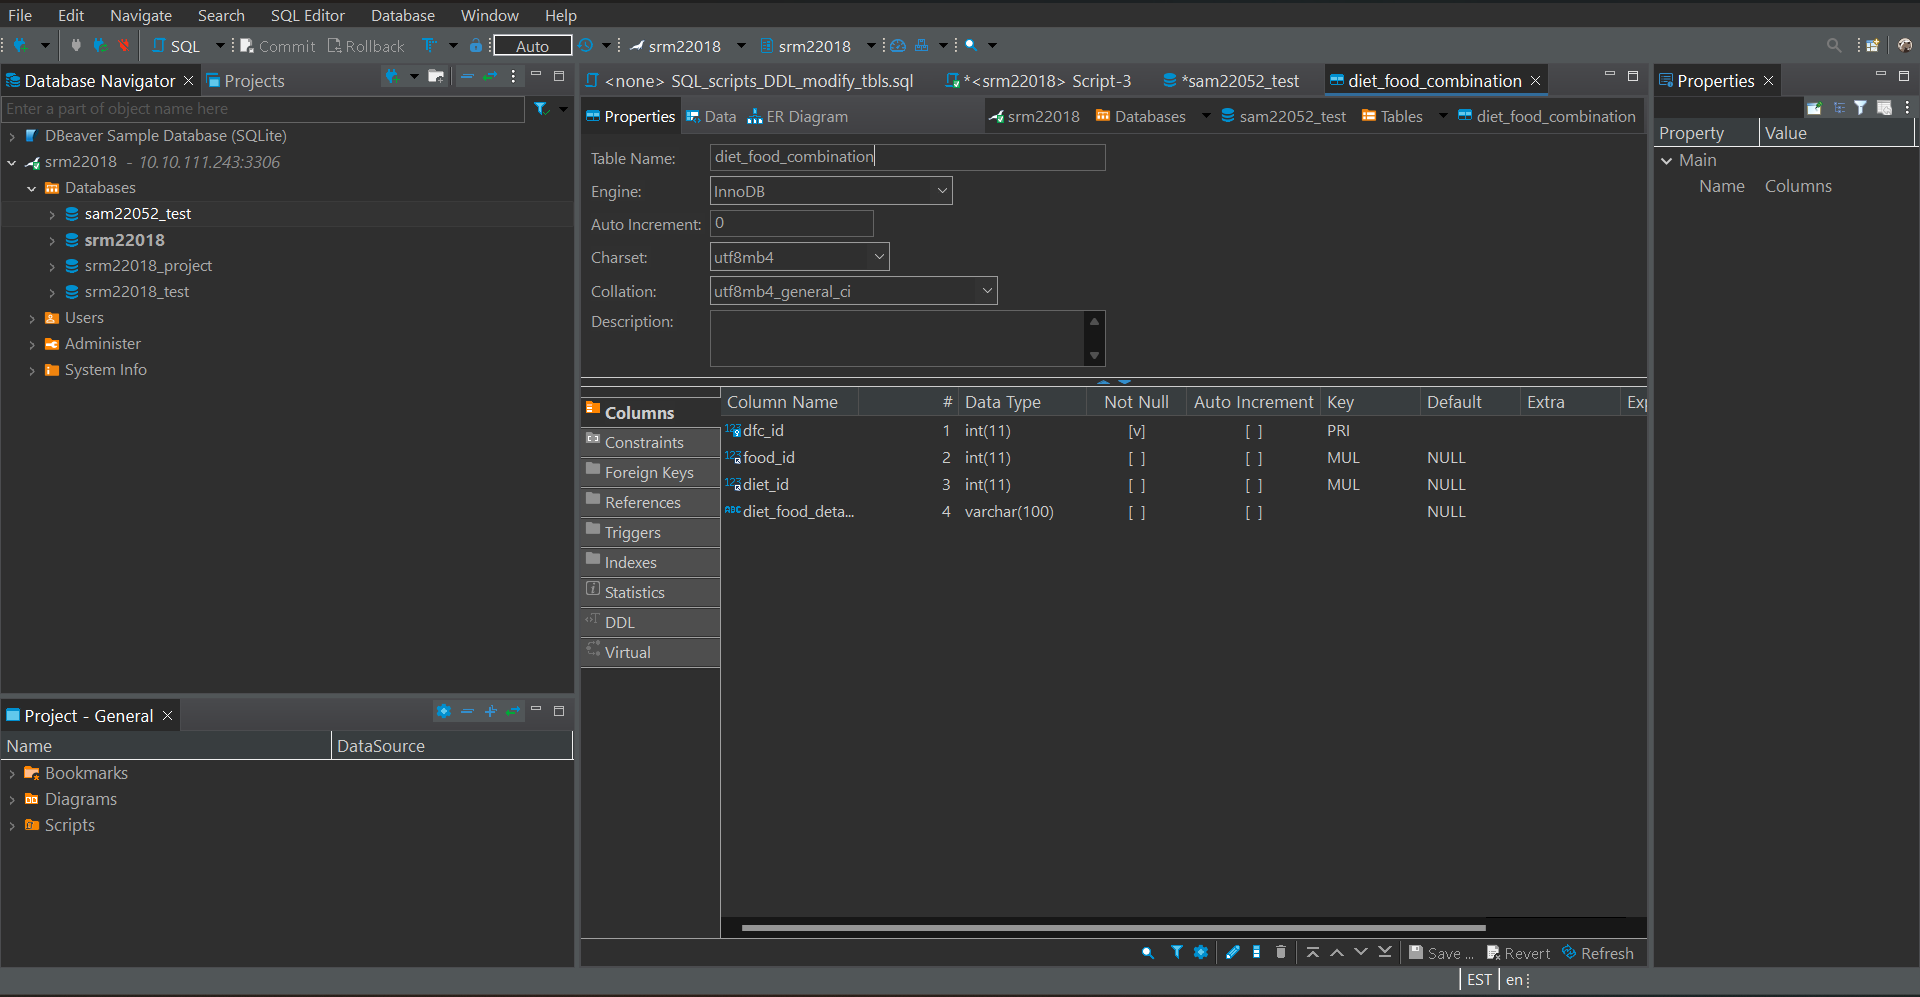 File Edit Navigate Search SQL Editor Database Window Help
SQL Commit Rollback Auto srm22018 srm22018
Database Navigator Projects
Enter a part of object name here
DBeaver Sample Database (SQLite)
srm22018 - 10.10.111.243:3306
Databases
sam22052_test
srm22018
srm22018_project
srm22018_test
Users
Administer
System Info
Project - General
Name DataSource
Bookmarks
Diagrams
Scripts
<none> SQL_scripts_DDL_modify_tbls.sql *<srm22018> Script-3 *sam22052_test diet_food_combination
Properties Data ER Diagram srm22018 Databases sam22052_test Tables diet_food_combination
Table Name: diet_food_combination
Engine: InnoDB
Auto Increment: 0
Charset: utf8mb4
Collation: utf8mb4_general_ci
Description:
Columns
Constraints
Foreign Keys
References
Triggers
Indexes
Statistics
DDL
Virtual
Column Name # Data Type Not Null Auto Increment Key Default Extra Exp
123 dfc_id 1 int(11) [v] [ ] PRI
123 food_id 2 int(11) [ ] [ ] MUL NULL
123 diet_id 3 int(11) [ ] [ ] MUL NULL
ABC diet_food_deta... 4 varchar(100) [ ] [ ] NULL
Save ... Revert Refresh
Properties
Property Value
Main
Name Columns
EST en